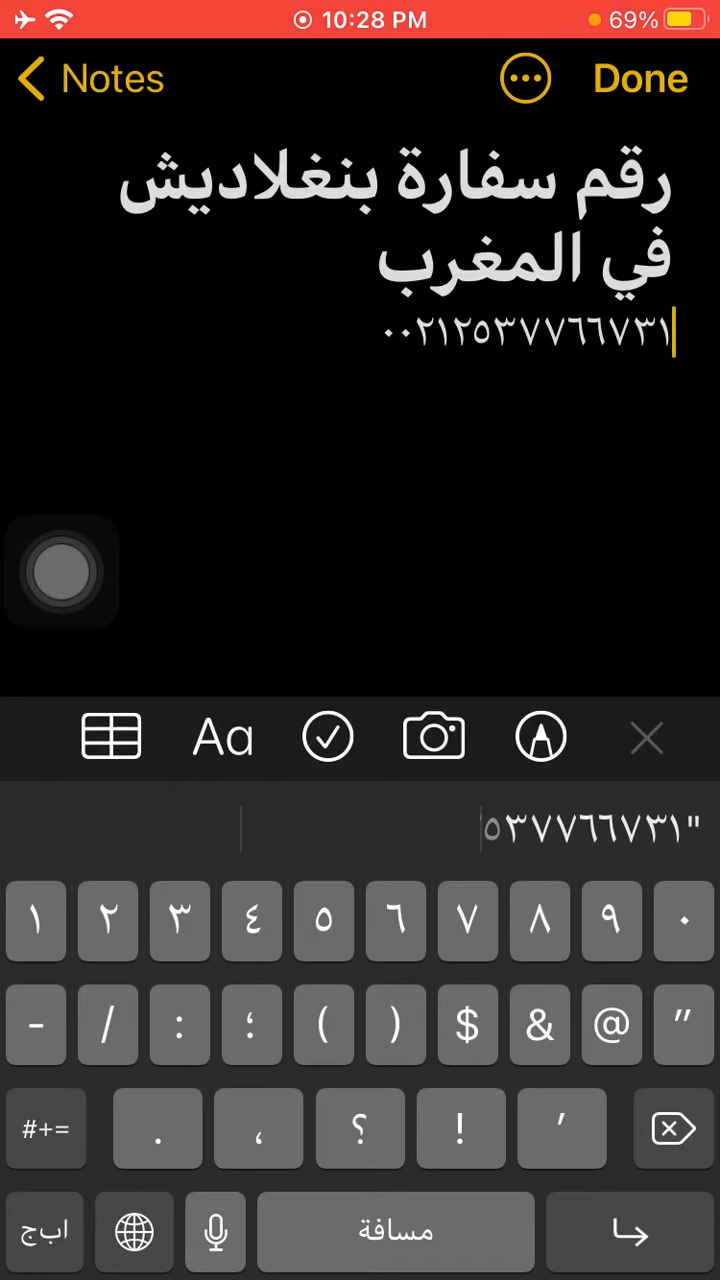 10:28 PM
69%
Notes
Done
رقم سفارة بنغلاديش
في المغرب
٠٠٢١٢٥٣٧٧٦٦٧٣١
Aa
٥٣٧٧٦٦٧٣١"
١ ٢ ٣ ٤ ٥ ٦ ٧ ٨ ٩ ٠
- / : ؛ ( ) $ & @ "
#+= . ، ؟ ! '
اب‌ج مسافة